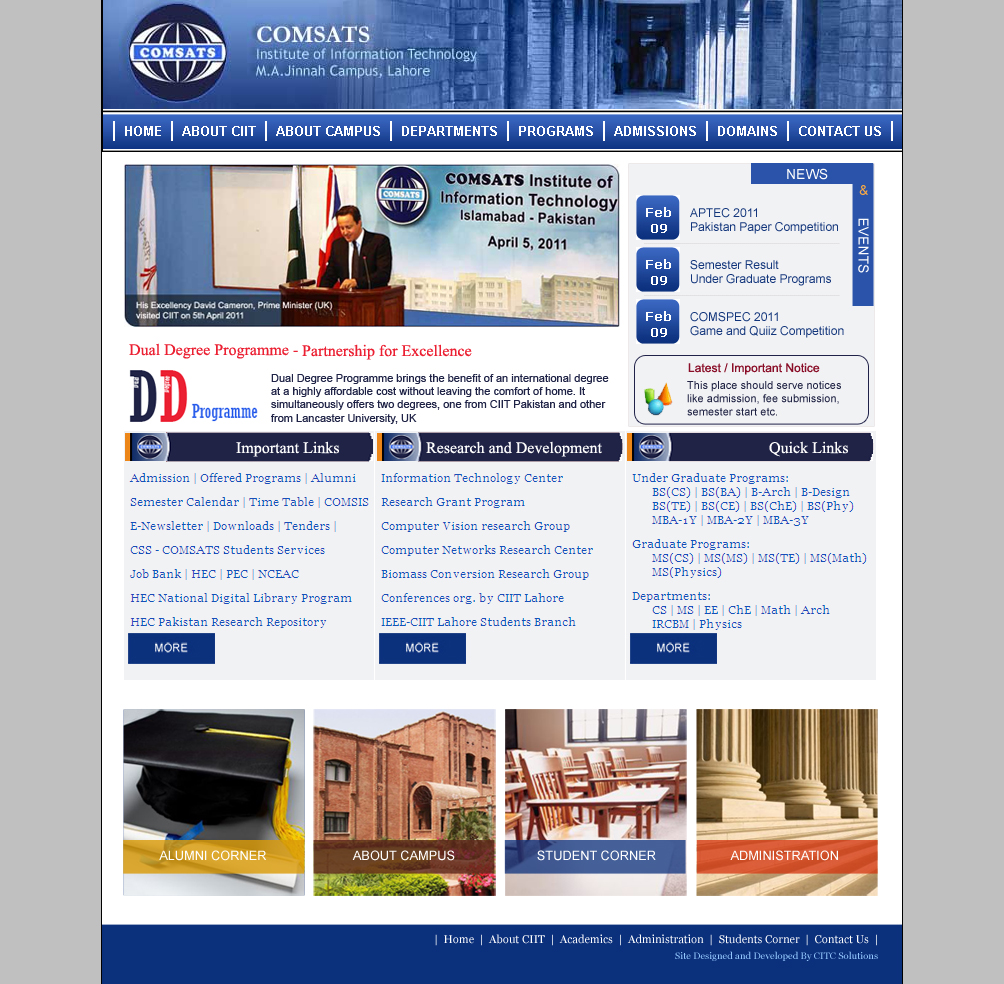 COMSATS
COMSATS
Institute of Information Technology
M.A.Jinnah Campus, Lahore
HOME
ABOUT CIIT
ABOUT CAMPUS
DEPARTMENTS
PROGRAMS
ADMISSIONS
DOMAINS
CONTACT US
COMSATS
COMSATS Institute of
Information Technology
Islamabad - Pakistan
April 5, 2011
His Excellency David Cameron, Prime Minister (UK)
visited CIIT on 5th April 2011
COMSATS
NEWS
&
EVENTS
Feb
09
APTEC 2011
Pakistan Paper Competition
Feb
09
Semester Result
Under Graduate Programs
Feb
09
COMSPEC 2011
Game and Quiiz Competition
Latest / Important Notice
This place should serve notices
like admission, fee submission,
semester start etc.
Dual Degree Programme - Partnership for Excellence
DD Programme
Dual Degree Programme brings the benefit of an international degree
at a highly affordable cost without leaving the comfort of home. It
simultaneously offers two degrees, one from CIIT Pakistan and other
from Lancaster University, UK
Important Links
Admission | Offered Programs | Alumni
Semester Calendar | Time Table | COMSIS
E-Newsletter | Downloads | Tenders |
CSS - COMSATS Students Services
Job Bank | HEC | PEC | NCEAC
HEC National Digital Library Program
HEC Pakistan Research Repository
MORE
Research and Development
Information Technology Center
Research Grant Program
Computer Vision research Group
Computer Networks Research Center
Biomass Conversion Research Group
Conferences org. by CIIT Lahore
IEEE-CIIT Lahore Students Branch
MORE
Quick Links
Under Graduate Programs:
BS(CS) | BS(BA) | B-Arch | B-Design
BS(TE) | BS(CE) | BS(ChE) | BS(Phy)
MBA-1Y | MBA-2Y | MBA-3Y
Graduate Programs:
MS(CS) | MS(MS) | MS(TE) | MS(Math)
MS(Physics)
Departments:
CS | MS | EE | ChE | Math | Arch
IRCBM | Physics
MORE
ALUMNI CORNER
ABOUT CAMPUS
STUDENT CORNER
ADMINISTRATION
| Home | About CIIT | Academics | Administration | Students Corner | Contact Us |
Site Designed and Developed By CITC Solutions